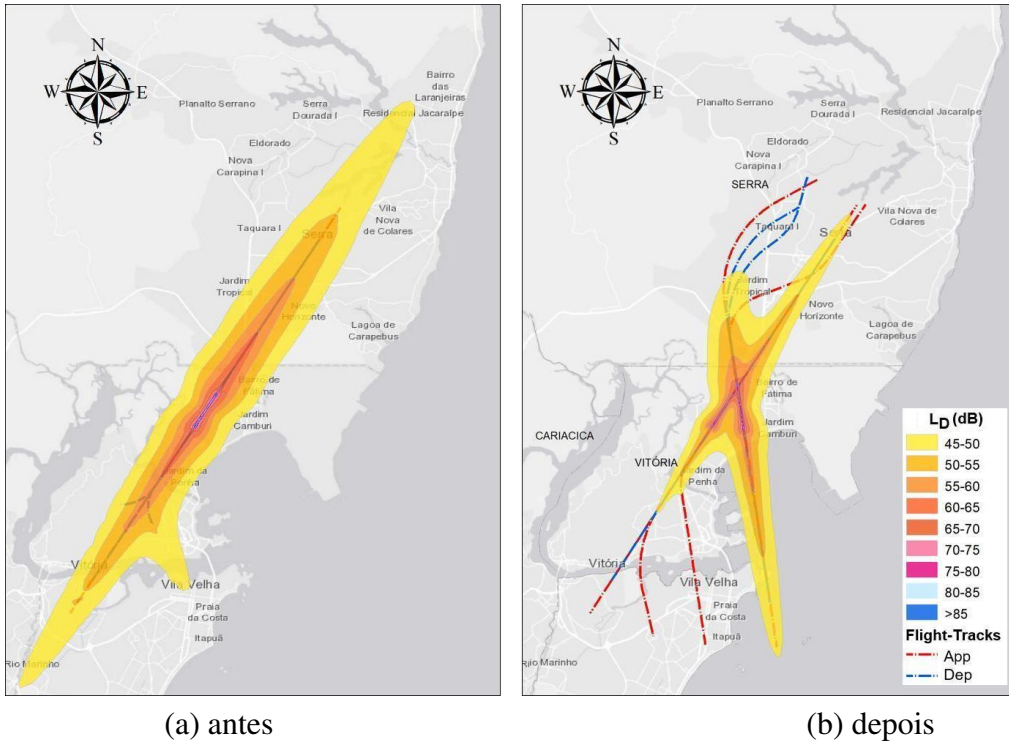 N
W E
S
Bairro
das
Laranjeiras
Planalto Serrano
Serra
Dourada I
Residencial Jacaraípe
Eldorado
Nova
Carapina I
Vila
Nova
de Colares
Taquara I
Serra
Jardim
Tropical
Novo
Horizonte
Lagoa de
Carapebus
Bairro de
Fátima
Jardim
Camburi
Jardim da
Penha
Vitória
Vila Velha
Praia
da Costa
Itapuã
Rio Marinho
(a) antes
N
W E
S
Planalto Serrano
Serra
Dourada I
Residencial Jacaraípe
Eldorado
Nova
Carapina I
SERRA
Vila Nova de
Colares
Taquara I
Serra
Jardim
Tropical
Novo
Horizonte
Lagoa de
Carapebus
Bairro de
Fátima
Jardim
Camburi
CARIACICA
VITÓRIA
Jardim da
Penha
Vitória
Vila Velha
Praia
da Costa
Itapuã
Rio Marinho
LD (dB)
45-50
50-55
55-60
60-65
65-70
70-75
75-80
80-85
>85
Flight-Tracks
App
Dep
(b) depois